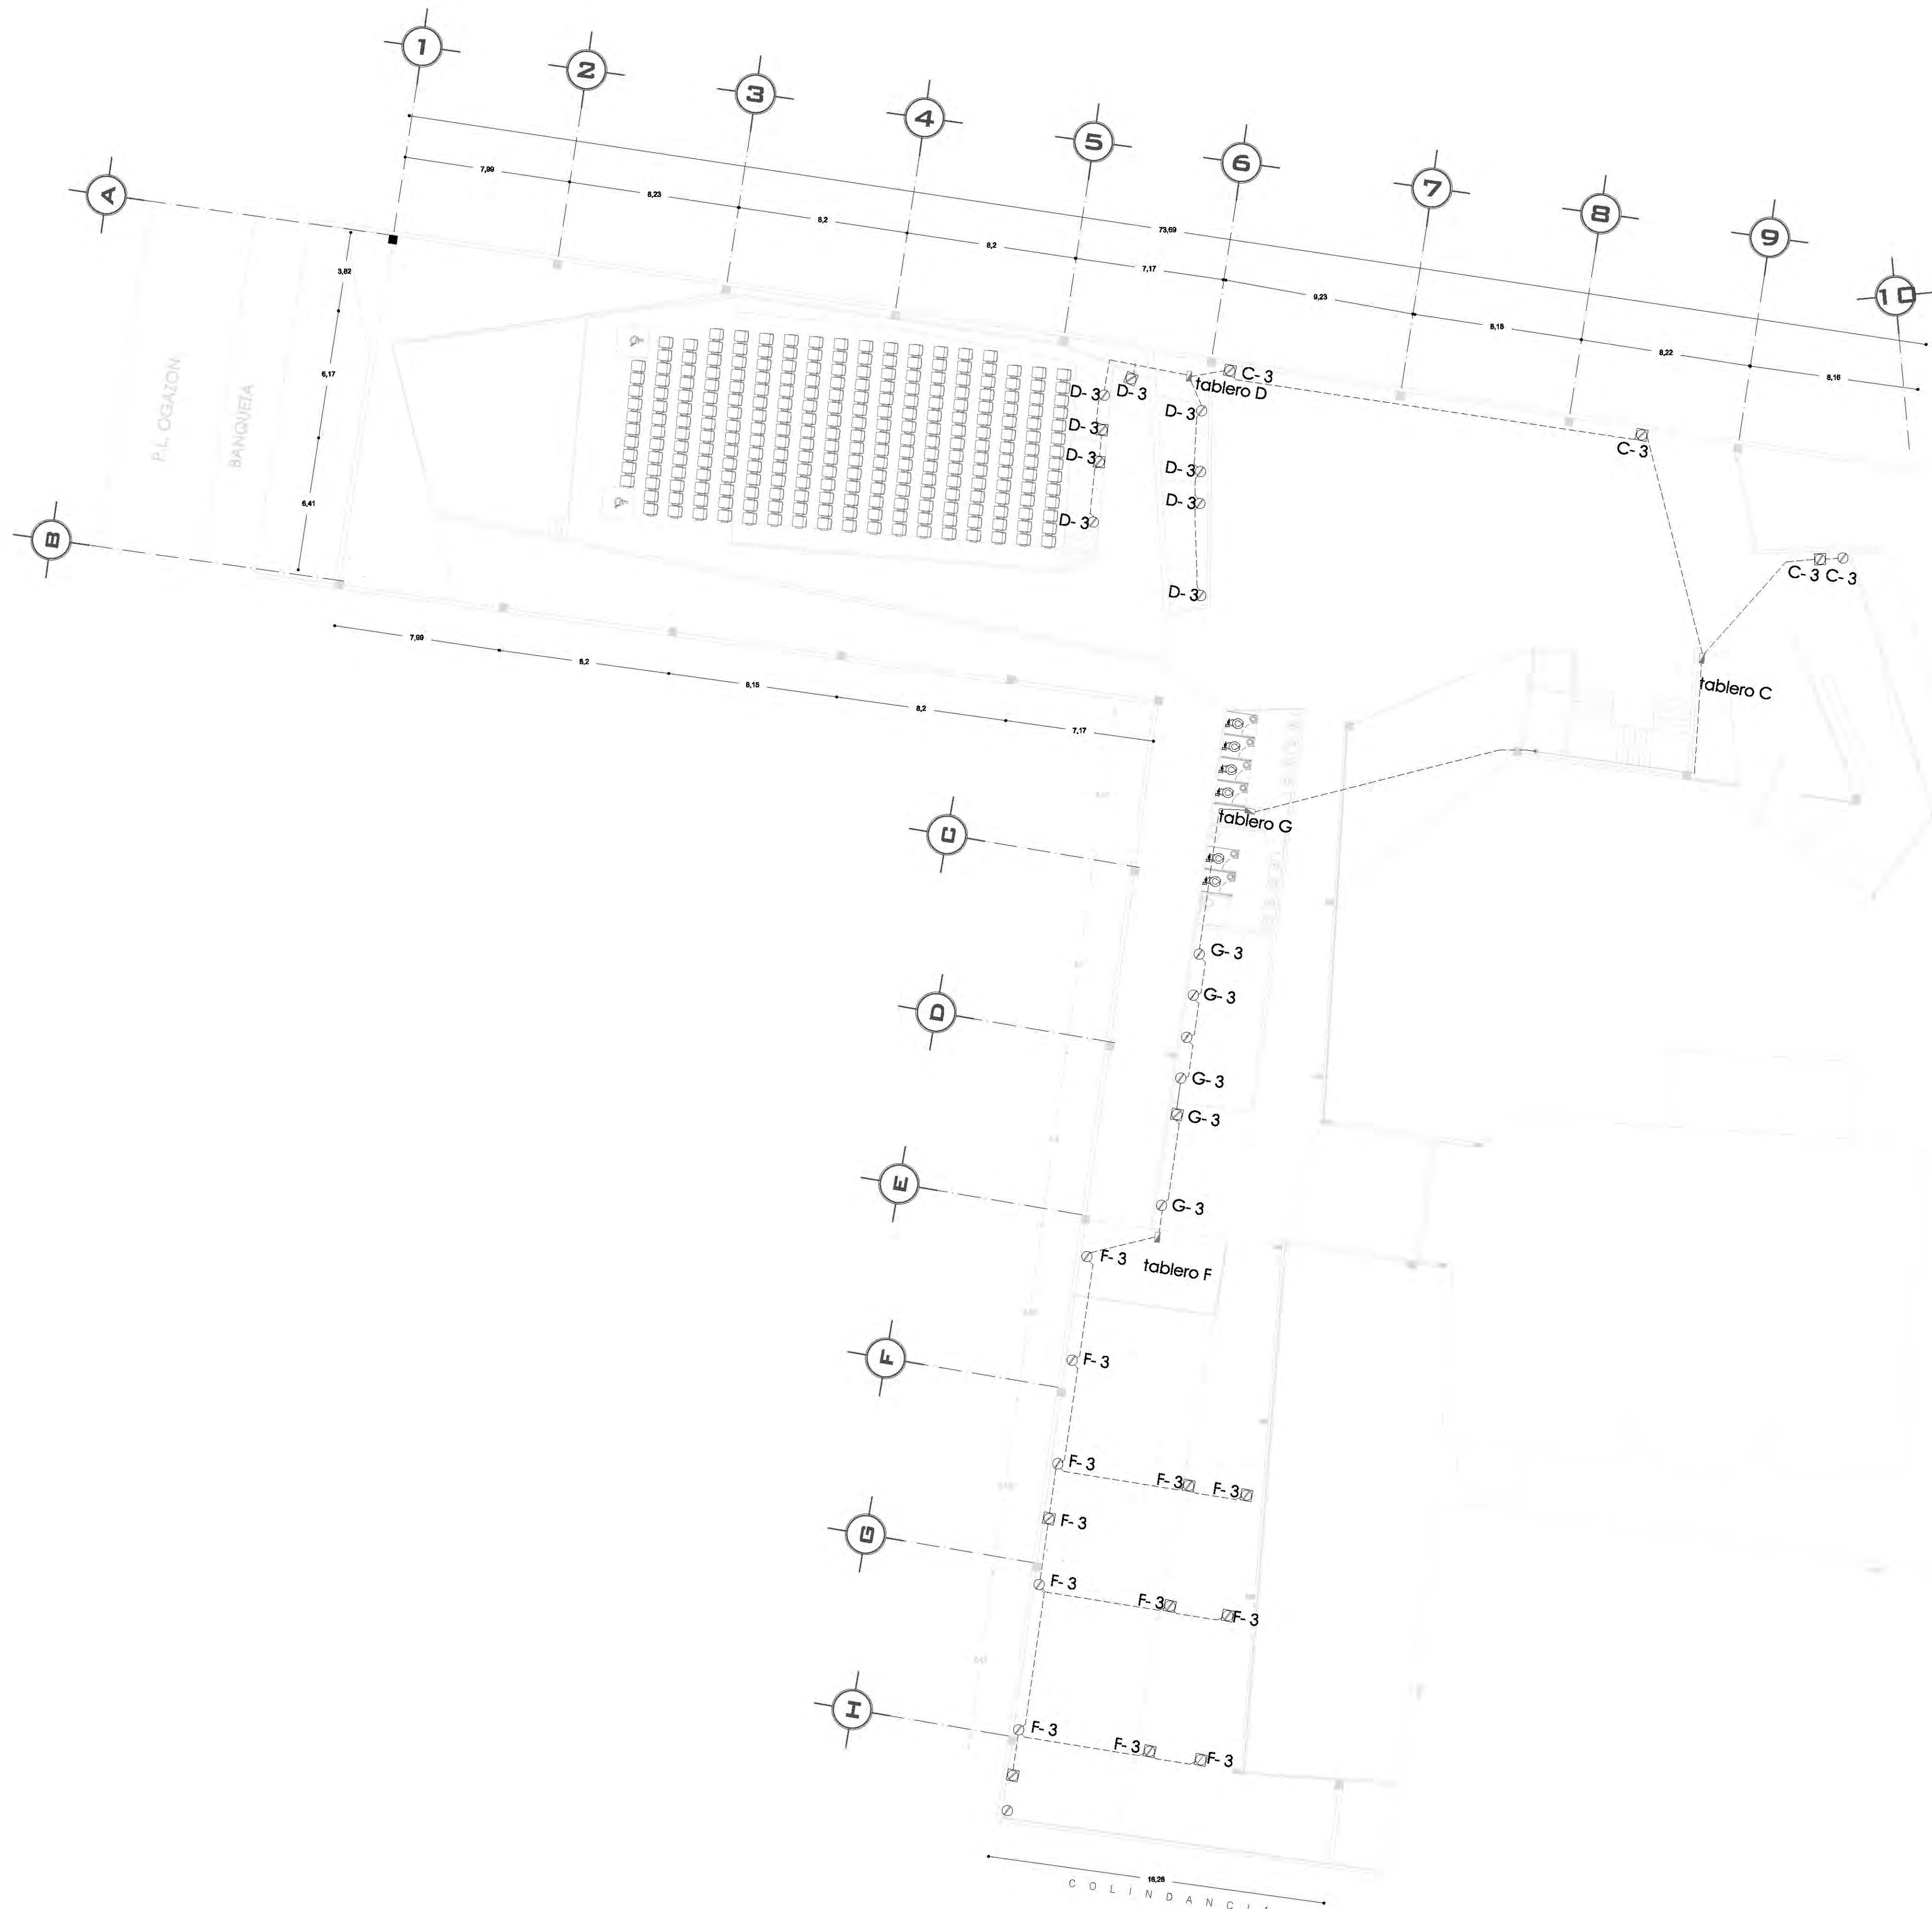 1
2
3
4
5
6
7
8
9
10
A
B
7,99
8,23
8,2
8,2
73,69
7,17
9,23
8,22
8,16
3,82
6,17
6,41
P.L. OGAZON
BANQUETA
C-3
tablero D
D-3
D-3
D-3
D-3
D-3
D-3
D-3
D-3
D-3
C-3
C-3
C-3
tablero C
7,99
8,2
8,15
8,2
7,17
tablero G
C
D
E
F
G
H
G-3
G-3
G-3
G-3
G-3
F-3
tablero F
F-3
F-3
F-3
F-3
F-3
F-3
F-3
F-3
F-3
F-3
F-3
16,26